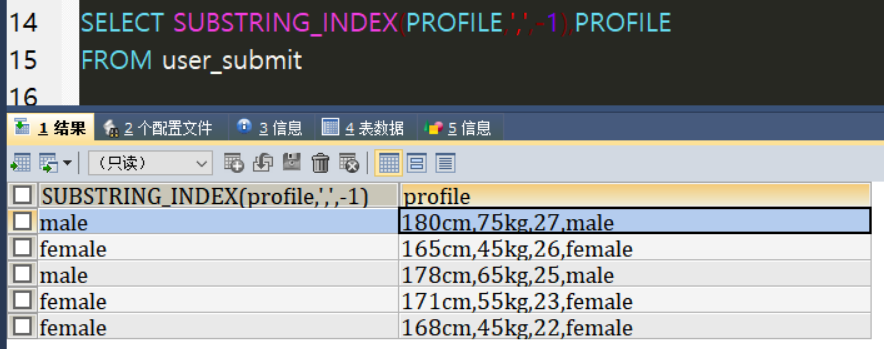 14 SELECT SUBSTRING_INDEX(PROFILE,',',-1),PROFILE
15 FROM user_submit
16
1 结果 2 个配置文件 3 信息 4 表数据 5 信息
（只读）
SUBSTRING_INDEX(profile,',',-1) profile
male 180cm,75kg,27,male
female 165cm,45kg,26,female
male 178cm,65kg,25,male
female 171cm,55kg,23,female
female 168cm,45kg,22,female